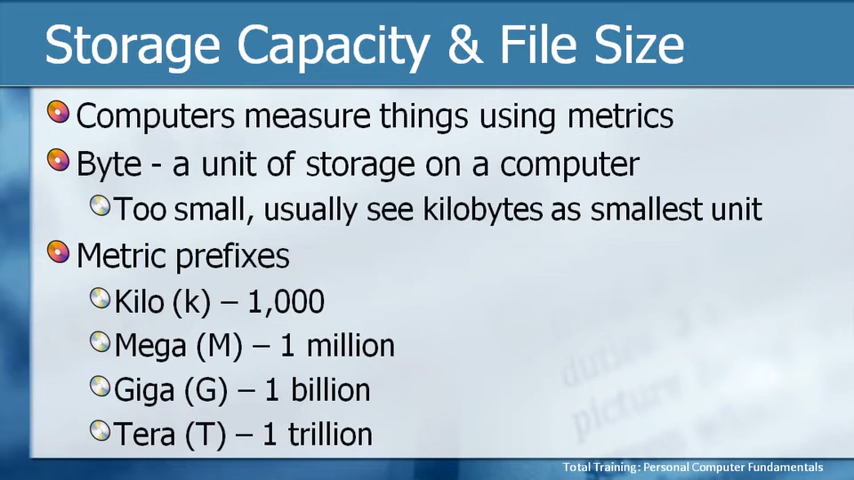 Storage Capacity & File Size
Computers measure things using metrics
Byte - a unit of storage on a computer
Too small, usually see kilobytes as smallest unit
Metric prefixes
Kilo (k) – 1,000
Mega (M) – 1 million
Giga (G) – 1 billion
Tera (T) – 1 trillion
duties
picture
Total Training: Personal Computer Fundamentals